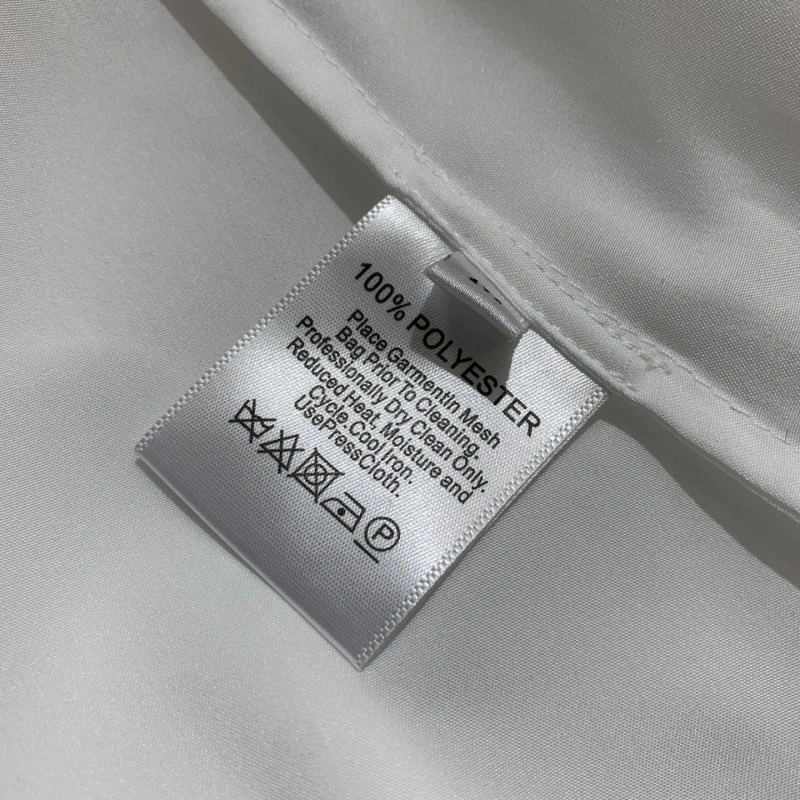 100% POLYESTER
Place GarmentIn Mesh
Bag Prior To Cleaning.
Professionally Dry Clean Only.
Reduced Heat, Moisture and
Cycle.Cool Iron.
UsePressCloth.
P